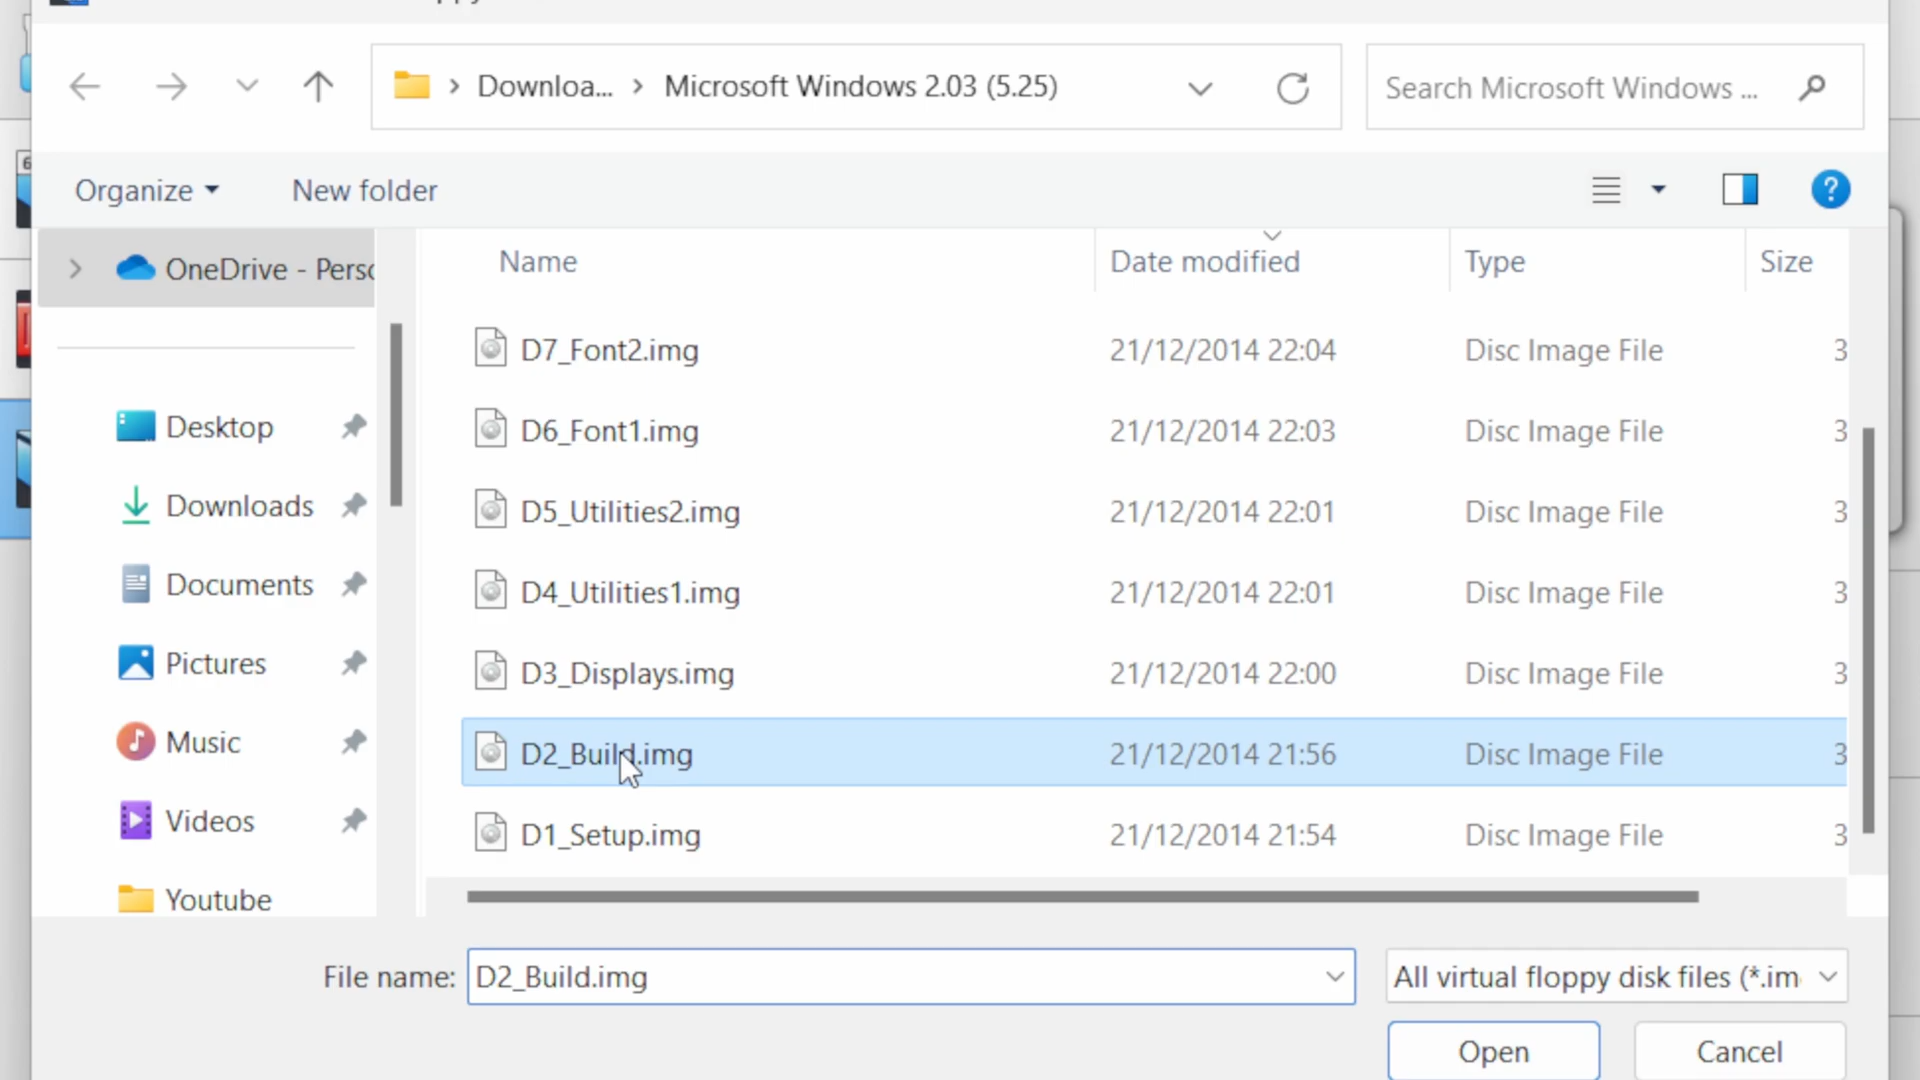 Downloa... > Microsoft Windows 2.03 (5.25)
Search Microsoft Windows ...
Organize
New folder
?
OneDrive - Perso
Name
Date modified
Type
Size
D7_Font2.img 21/12/2014 22:04 Disc Image File 3
D6_Font1.img 21/12/2014 22:03 Disc Image File 3
D5_Utilities2.img 21/12/2014 22:01 Disc Image File 3
D4_Utilities1.img 21/12/2014 22:01 Disc Image File 3
D3_Displays.img 21/12/2014 22:00 Disc Image File 3
D2_Build.img 21/12/2014 21:56 Disc Image File 3
D1_Setup.img 21/12/2014 21:54 Disc Image File 3
Desktop
Downloads
Documents
Pictures
Music
Videos
Youtube
File name: D2_Build.img
All virtual floppy disk files (*.im
Open
Cancel